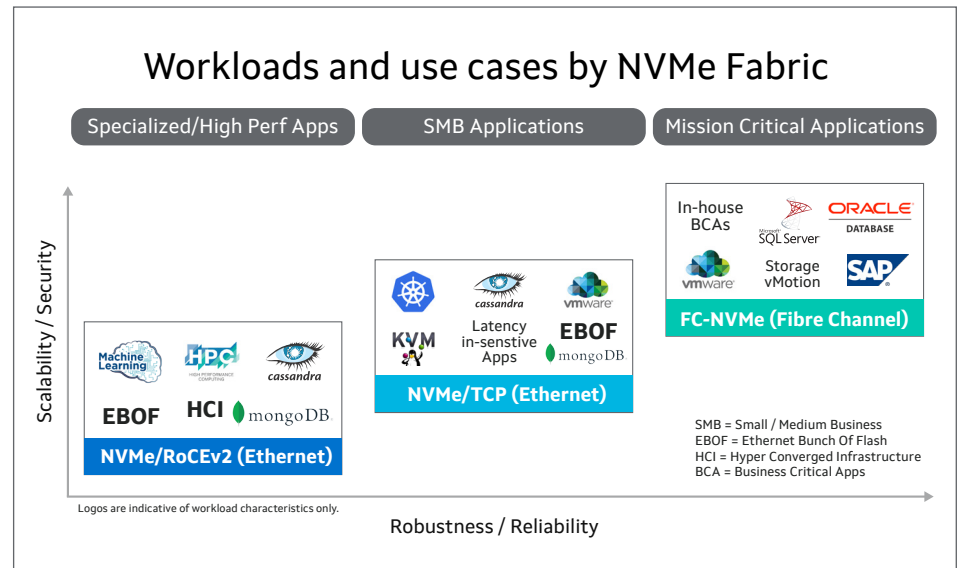 Workloads and use cases by NVMe Fabric
Specialized/High Perf Apps
SMB Applications
Mission Critical Applications
Scalability / Security
Machine
Learning
HPC
HIGH PERFORMANCE
COMPUTING
cassandra
EBOF
HCI
mongoDB.
NVMe/RoCEv2 (Ethernet)
cassandra
vmware
KVM
Latency
in-senstive
Apps
EBOF
mongoDB.
NVMe/TCP (Ethernet)
In-house
BCAs
Microsoft
SQL Server
ORACLE
DATABASE
vmware
Storage
vMotion
SAP
FC-NVMe (Fibre Channel)
SMB = Small / Medium Business
EBOF = Ethernet Bunch Of Flash
HCI = Hyper Converged Infrastructure
BCA = Business Critical Apps
Logos are indicative of workload characteristics only.
Robustness / Reliability